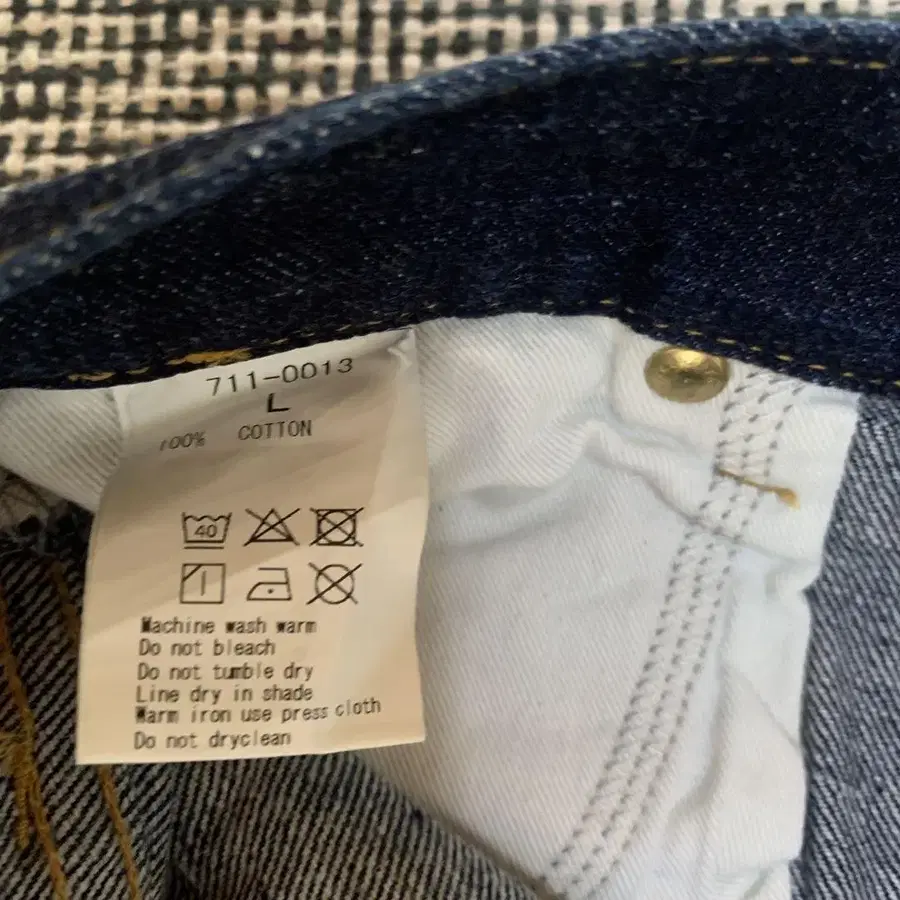 711-0013
L
100% COTTON
40
Machine wash warm
Do not bleach
Do not tumble dry
Line dry in shade
Warm iron use press cloth
Do not dryclean